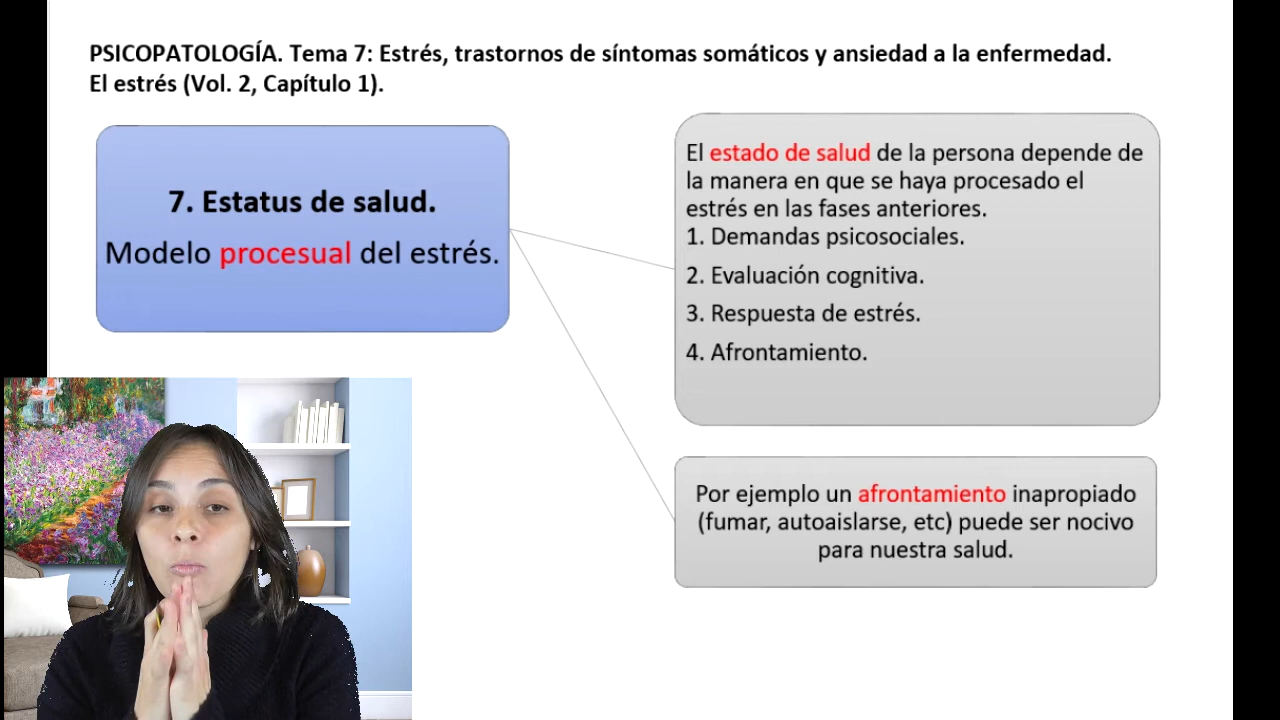 PSICOPATOLOGÍA. Tema 7: Estrés, trastornos de síntomas somáticos y ansiedad a la enfermedad.
El estrés (Vol. 2, Capítulo 1).
7. Estatus de salud.
Modelo procesual del estrés.
El estado de salud de la persona depende de
la manera en que se haya procesado el
estrés en las fases anteriores.
1. Demandas psicosociales.
2. Evaluación cognitiva.
3. Respuesta de estrés.
4. Afrontamiento.
Por ejemplo un afrontamiento inapropiado
(fumar, autoaislarse, etc) puede ser nocivo
para nuestra salud.